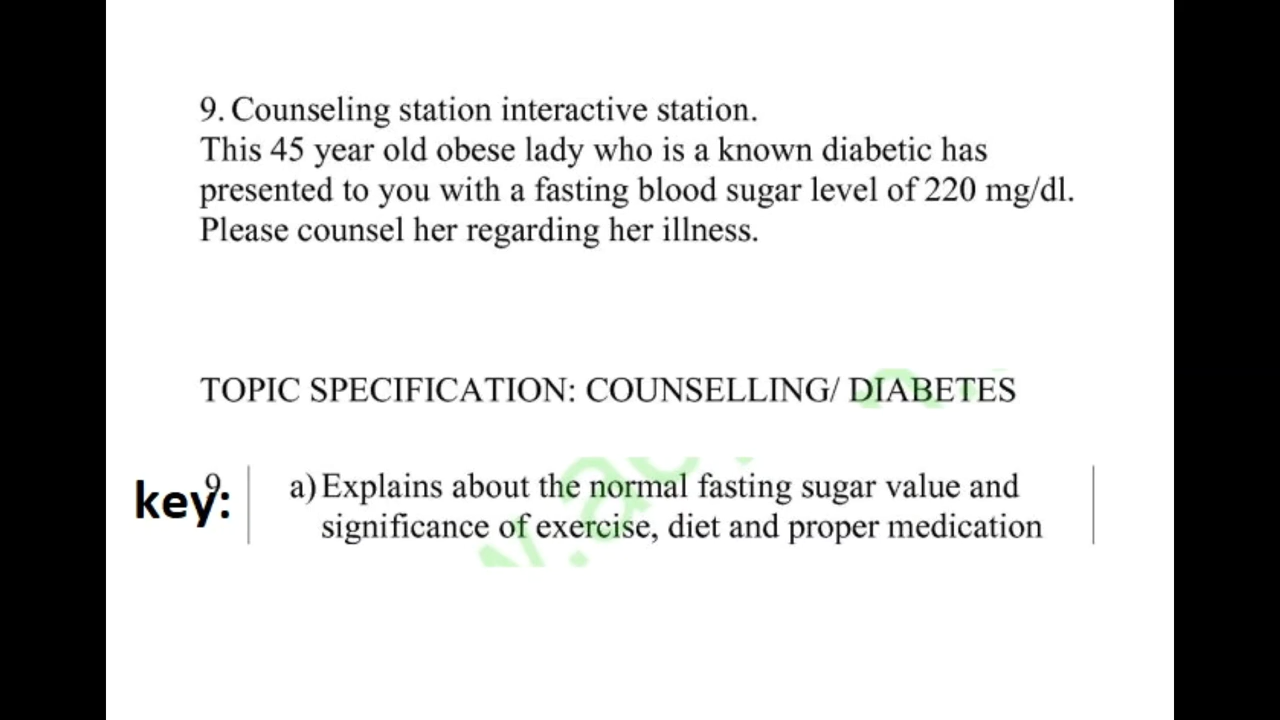 9. Counseling station interactive station.
This 45 year old obese lady who is a known diabetic has
presented to you with a fasting blood sugar level of 220 mg/dl.
Please counsel her regarding her illness.
TOPIC SPECIFICATION: COUNSELLING/ DIABETES
key:
9. a) Explains about the normal fasting sugar value and
significance of exercise, diet and proper medication